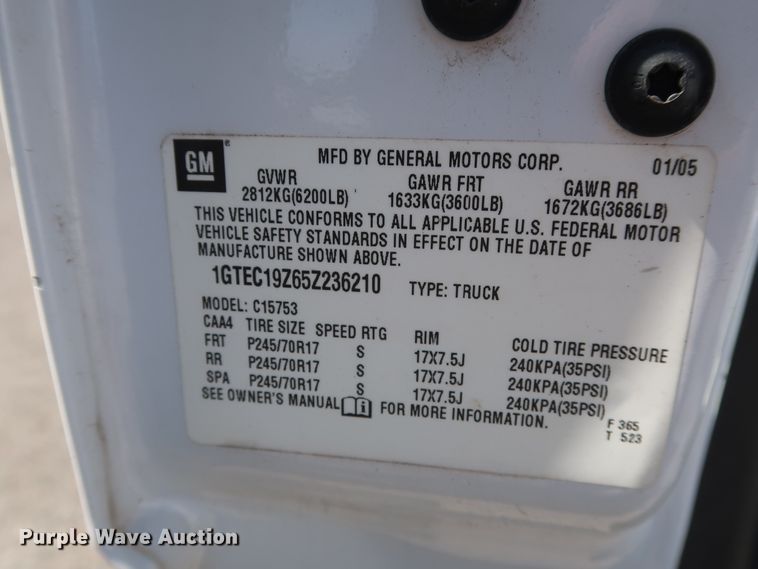 GM ® MFD BY GENERAL MOTORS CORP. 01/05
GVWR GAWR FRT GAWR RR
2812KG(6200LB) 1633KG(3600LB) 1672KG(3686LB)
THIS VEHICLE CONFORMS TO ALL APPLICABLE U.S. FEDERAL MOTOR
VEHICLE SAFETY STANDARDS IN EFFECT ON THE DATE OF
MANUFACTURE SHOWN ABOVE.
1GTEC19Z65Z236210 TYPE: TRUCK
MODEL: C15753
CAA4 TIRE SIZE SPEED RTG RIM COLD TIRE PRESSURE
FRT P245/70R17 S 17X7.5J 240KPA(35PSI)
RR P245/70R17 S 17X7.5J 240KPA(35PSI)
SPA P245/70R17 S 17X7.5J 240KPA(35PSI)
SEE OWNER'S MANUAL i FOR MORE INFORMATION.
F 365
T 523
Purple Wave Auction